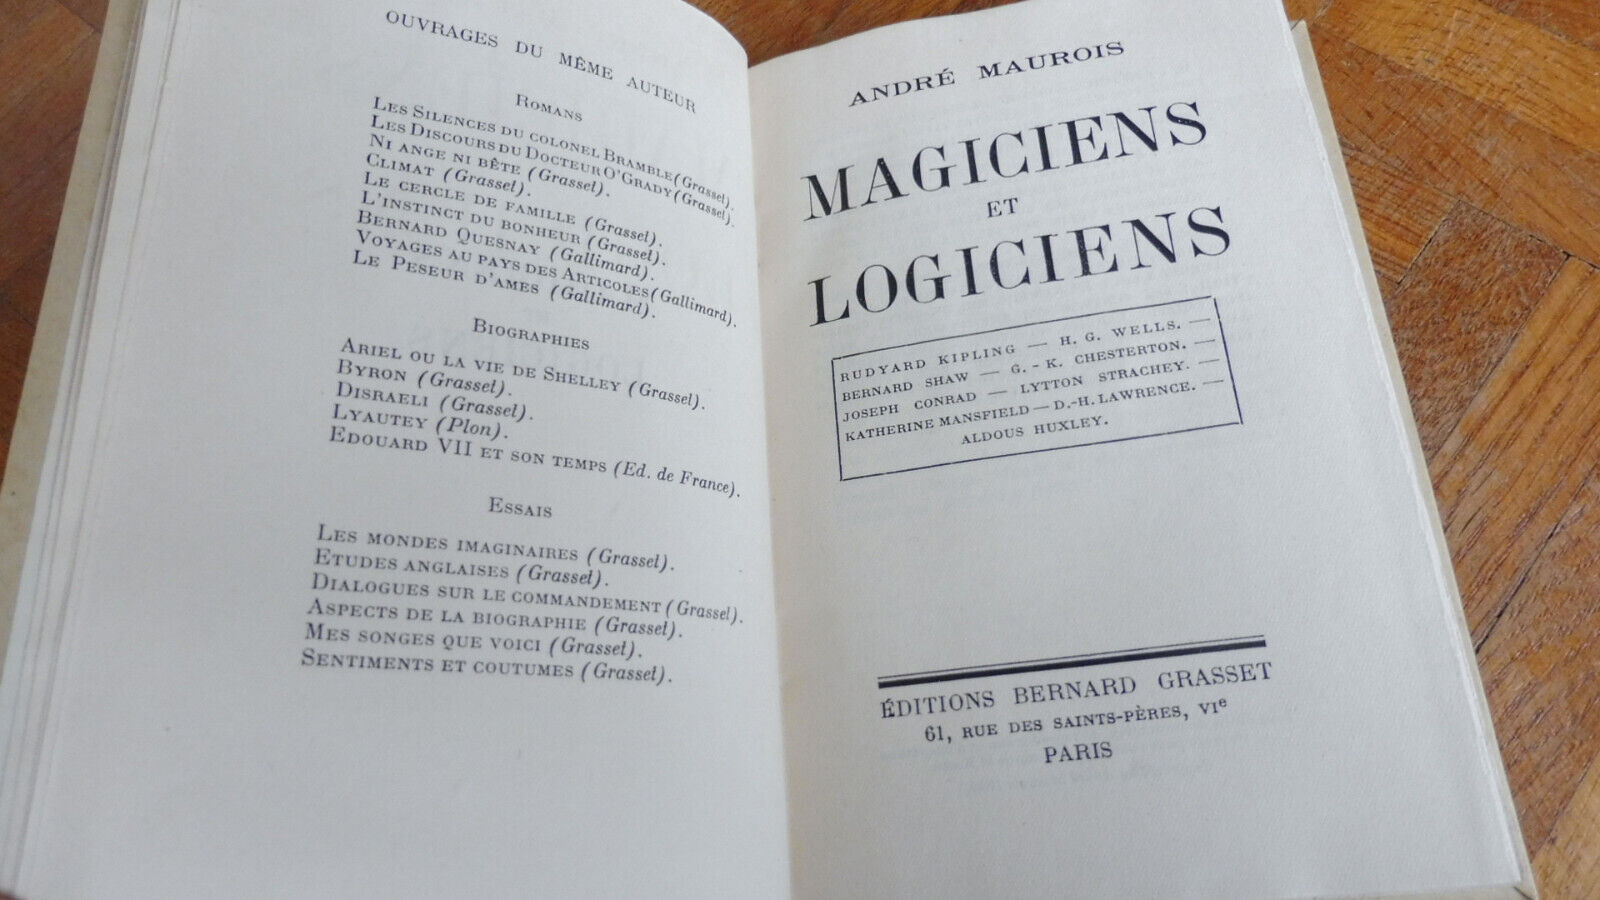 OUVRAGES DU MÊME AUTEUR
Romans
Les Silences du colonel Bramble (Grasset).
Les Discours du Docteur O'Grady (Grasset).
Ni ange ni bête (Grasset).
Climat (Grasset).
Le cercle de famille (Grasset).
L'instinct du bonheur (Grasset).
Bernard Quesnay (Gallimard).
Voyages au pays des Articoles (Gallimard).
Le Peseur d'ames (Gallimard).
Biographies
Ariel ou la vie de Shelley (Grasset).
Byron (Grasset).
Disraeli (Grasset).
Lyautey (Plon).
Edouard VII et son temps (Ed. de France).
Essais
Les mondes imaginaires (Grasset).
Etudes anglaises (Grasset).
Dialogues sur le commandement (Grasset).
Aspects de la biographie (Grasset).
Mes songes que voici (Grasset).
Sentiments et coutumes (Grasset).
ANDRÉ MAUROIS
MAGICIENS
ET
LOGICIENS
RUDYARD KIPLING — H. G. WELLS. —
BERNARD SHAW — G. - K. CHESTERTON. —
JOSEPH CONRAD — LYTTON STRACHEY. —
KATHERINE MANSFIELD — D.-H. LAWRENCE. —
ALDOUS HUXLEY.
ÉDITIONS BERNARD GRASSET
61, RUE DES SAINTS-PÈRES, VIe
PARIS